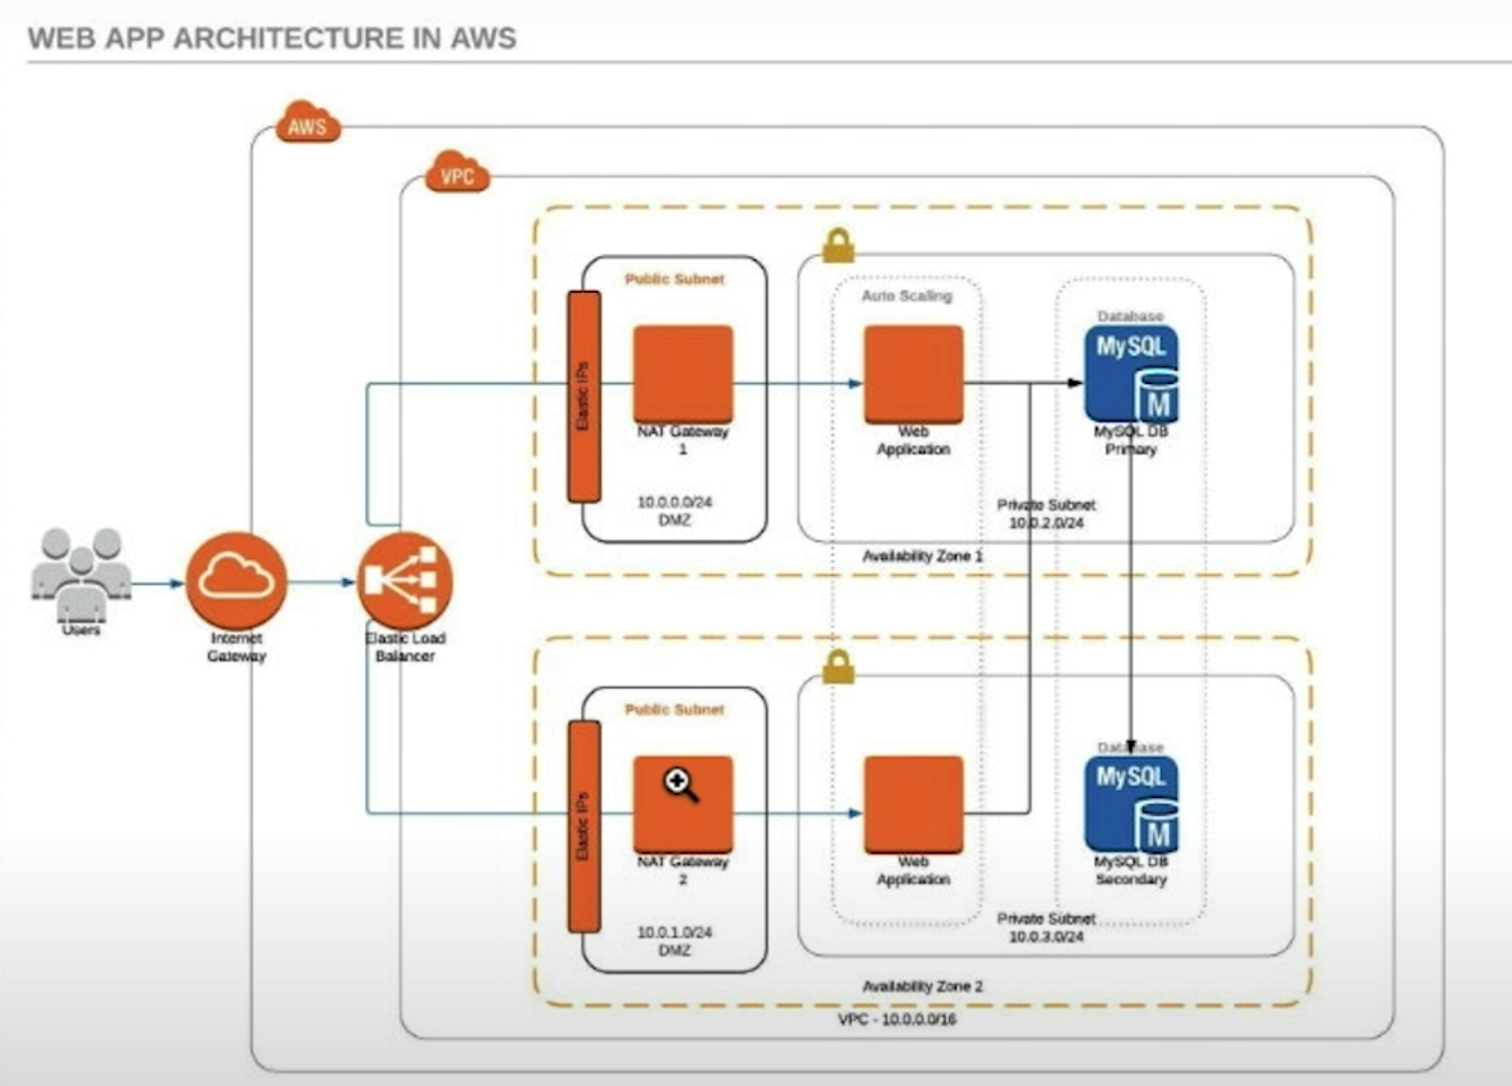 WEB APP ARCHITECTURE IN AWS
AWS
VPC
Public Subnet
Elastic IPs
NAT Gateway
1
10.0.0.0/24
DMZ
Auto Scaling
Web
Application
Database
MySQL
M
MySQL DB
Primary
Private Subnet
10.0.2.0/24
Availability Zone 1
Users
Internet
Gateway
Elastic Load
Balancer
Public Subnet
Elastic IPs
NAT Gateway
2
10.0.1.0/24
DMZ
Web
Application
Database
MySQL
M
MySQL DB
Secondary
Private Subnet
10.0.3.0/24
Availability Zone 2
VPC - 10.0.0.0/16